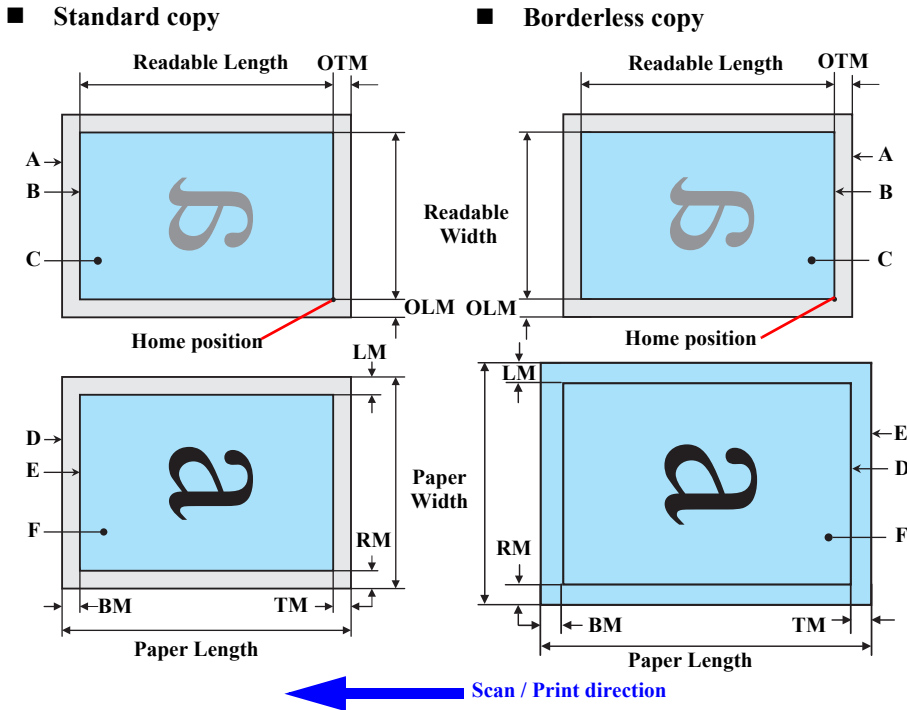 ■ Standard copy
Readable Length OTM
A
B
C
Readable Width
OLM
Home position
LM
D
E
F
Paper Width
RM
BM TM
Paper Length
■ Borderless copy
Readable Length OTM
A
B
C
OLM
Home position
LM
E
D
F
RM
BM TM
Paper Length
Scan / Print direction
a
a
a
a